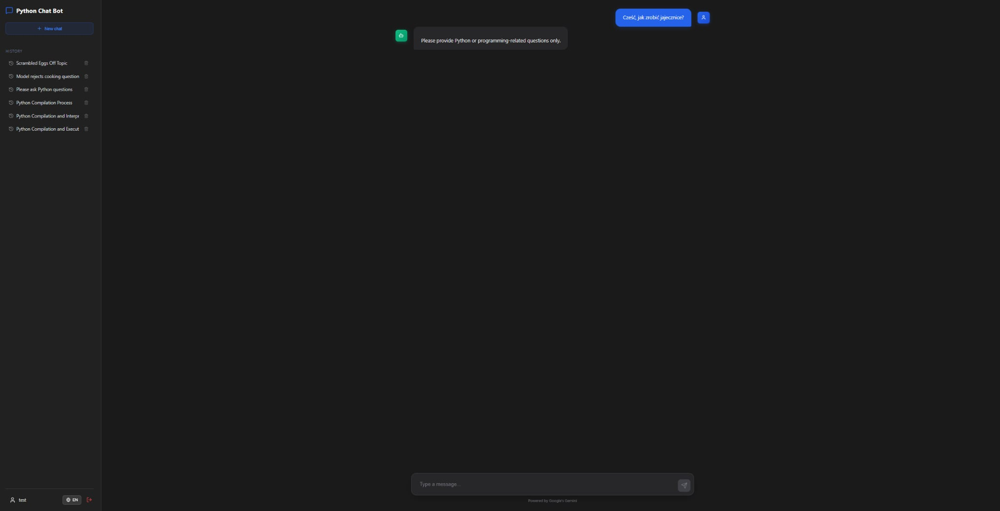 Python Chat Bot
New chat
HISTORY
Scrambled Eggs Off Topic
Model rejects cooking question
Please ask Python questions
Python Compilation Process
Python Compilation and Interpr
Python Compilation and Execut
test
EN
Cześć, jak zrobić jajecznice?
Please provide Python or programming-related questions only.
Type a message...
Powered by Google's Gemini